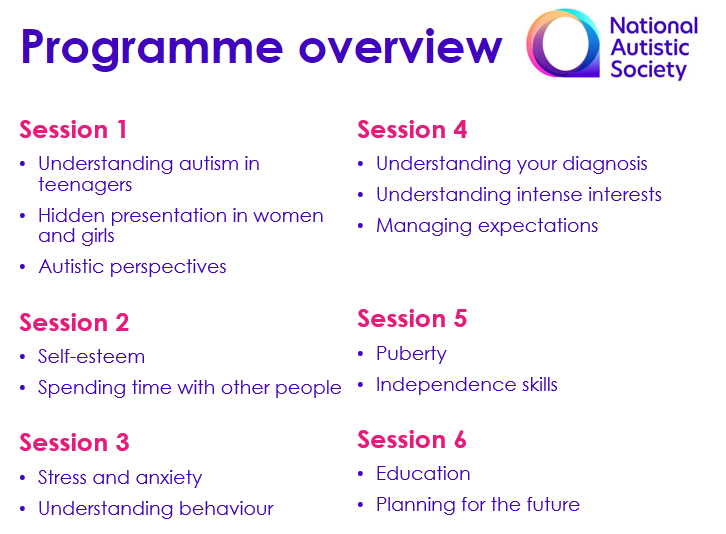 Programme overview
National
Autistic
Society
Session 1
• Understanding autism in
teenagers
• Hidden presentation in women
and girls
• Autistic perspectives
Session 2
• Self-esteem
• Spending time with other people
Session 3
• Stress and anxiety
• Understanding behaviour
Session 4
• Understanding your diagnosis
• Understanding intense interests
• Managing expectations
Session 5
• Puberty
• Independence skills
Session 6
• Education
• Planning for the future